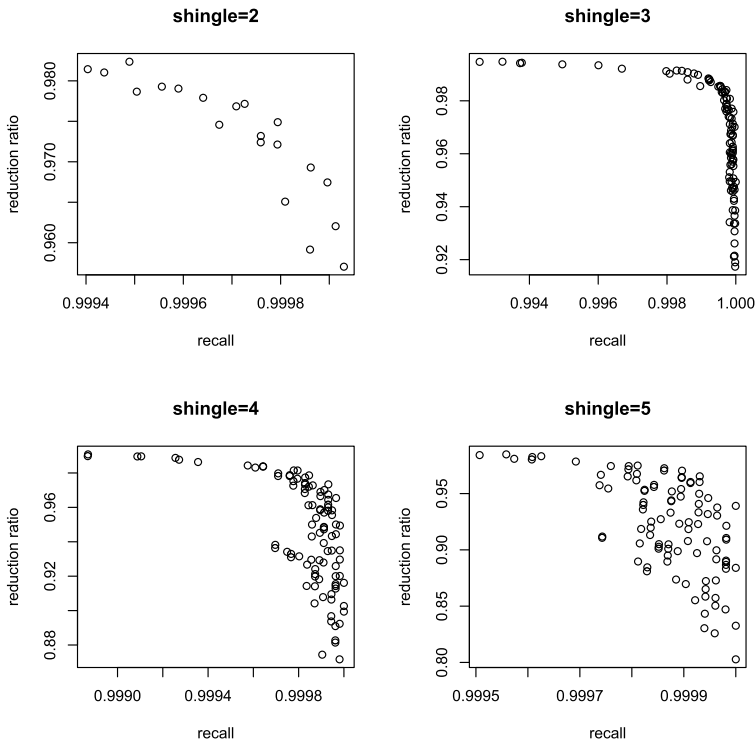 shingle=2
reduction ratio
0.960 0.970 0.980
0.9994 0.9996 0.9998
recall
shingle=3
reduction ratio
0.92 0.94 0.96 0.98
0.994 0.996 0.998 1.000
recall
shingle=4
reduction ratio
0.88 0.92 0.96
0.9990 0.9994 0.9998
recall
shingle=5
reduction ratio
0.80 0.85 0.90 0.95
0.9995 0.9997 0.9999
recall